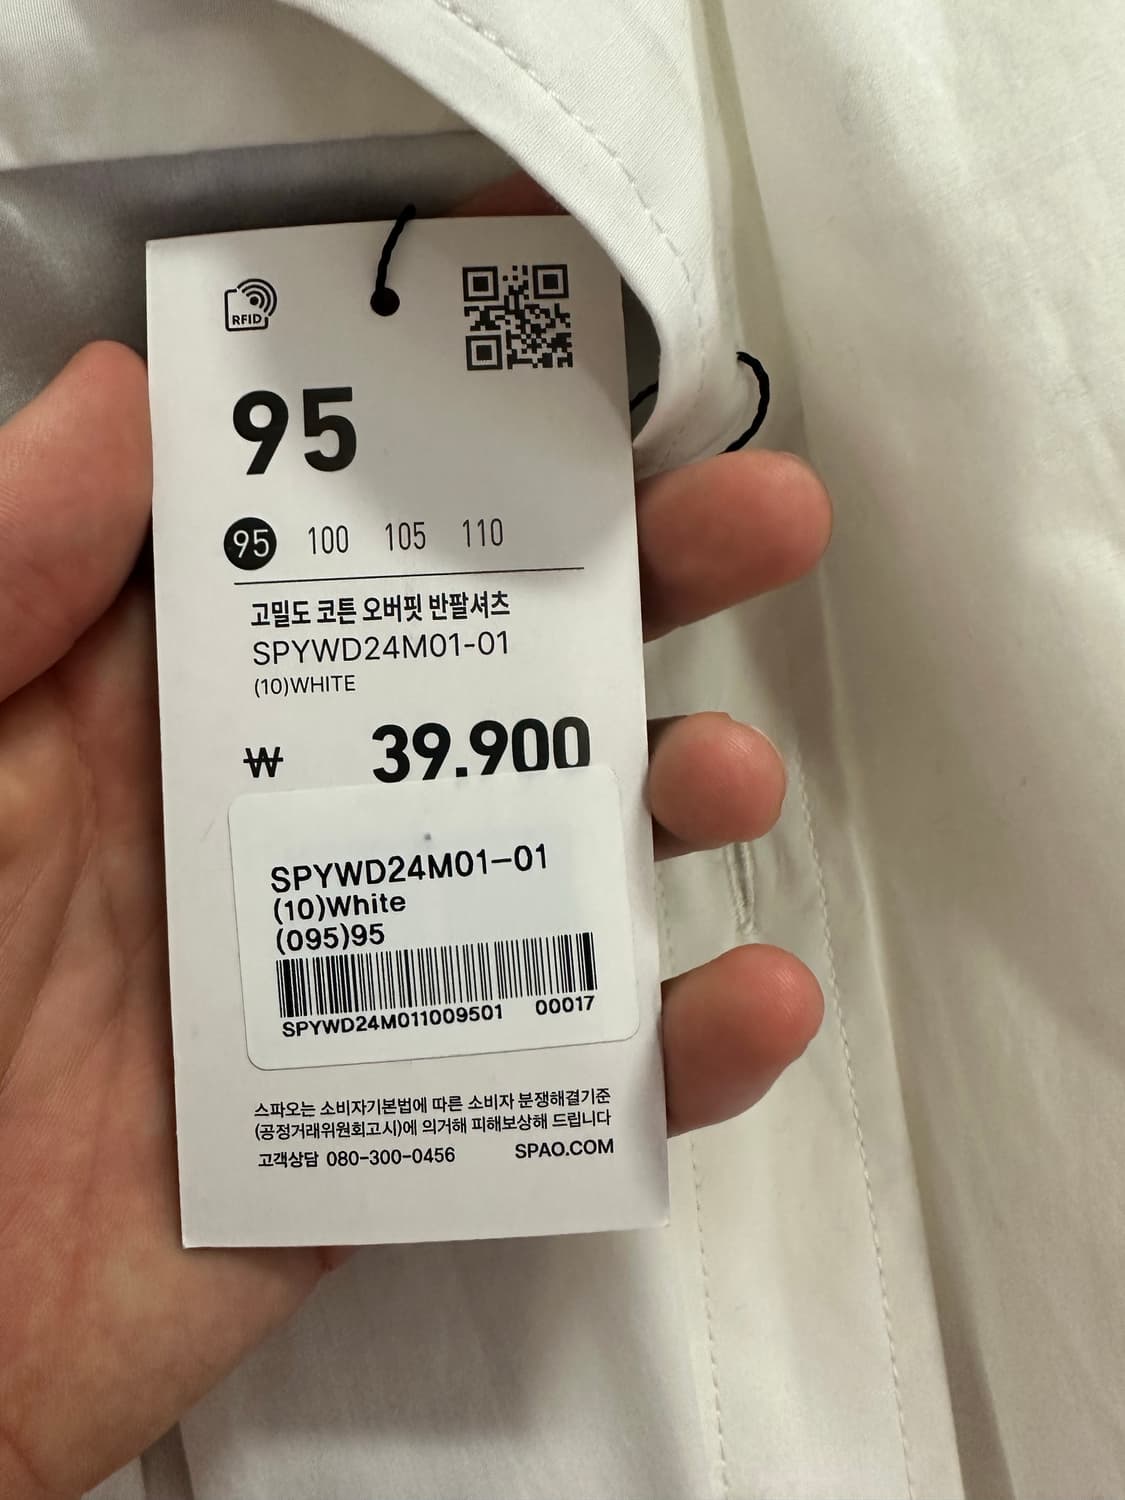 RFID
95
95 100 105 110
고밀도 코튼 오버핏 반팔셔츠
SPYWD24M01-01
(10)WHITE
₩ 39.900
SPYWD24M01-01
(10)White
(095)95
SPYWD24M011009501 00017
스파오는 소비자기본법에 따른 소비자 분쟁해결기준
(공정거래위원회고시)에 의거해 피해보상해 드립니다
고객상담 080-300-0456 SPAO.COM